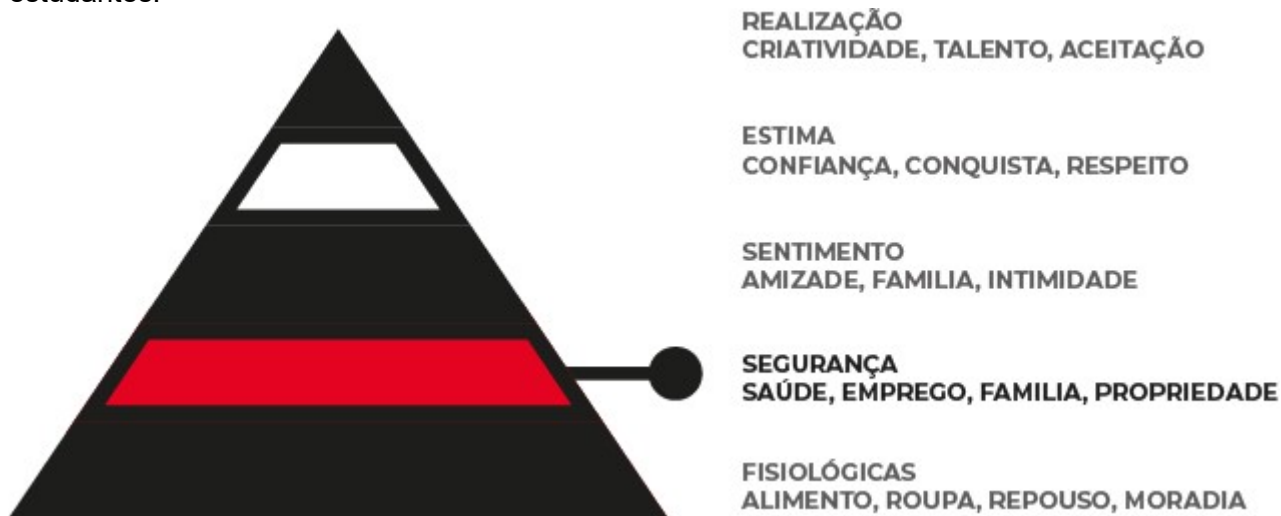 estudantes.
REALIZAÇÃO
CRIATIVIDADE, TALENTO, ACEITAÇÃO
ESTIMA
CONFIANÇA, CONQUISTA, RESPEITO
SENTIMENTO
AMIZADE, FAMILIA, INTIMIDADE
SEGURANÇA
SAÚDE, EMPREGO, FAMILIA, PROPRIEDADE
FISIOLÓGICAS
ALIMENTO, ROUPA, REPOUSO, MORADIA